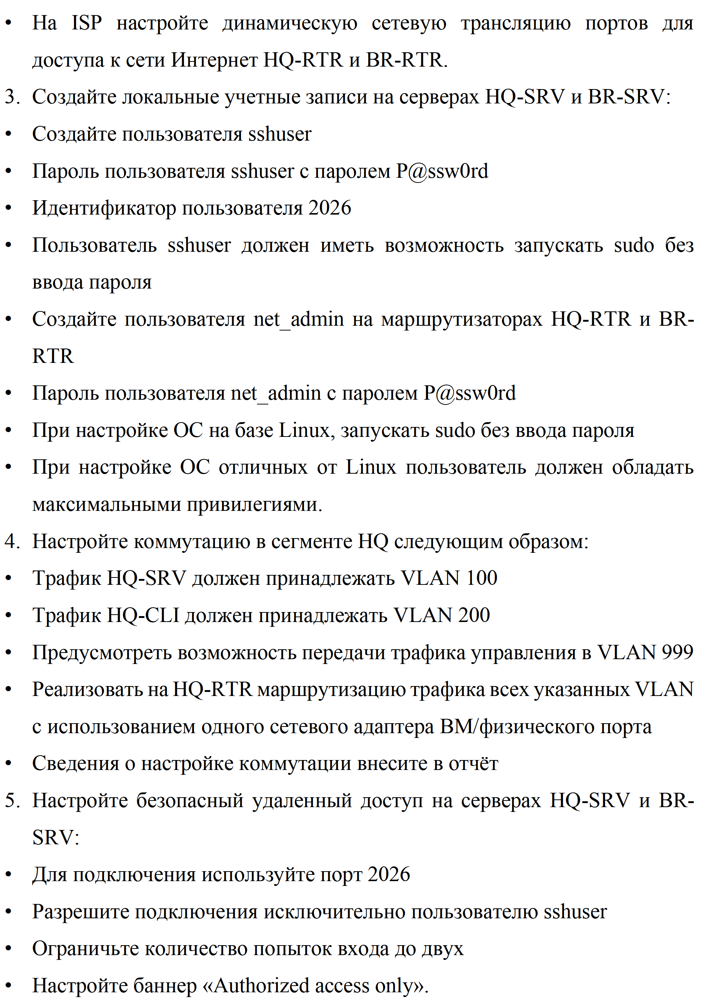 • На ISP настройте динамическую сетевую трансляцию портов для
доступа к сети Интернет HQ-RTR и BR-RTR.
3. Создайте локальные учетные записи на серверах HQ-SRV и BR-SRV:
• Создайте пользователя sshuser
• Пароль пользователя sshuser с паролем P@ssw0rd
• Идентификатор пользователя 2026
• Пользователь sshuser должен иметь возможность запускать sudo без
ввода пароля
• Создайте пользователя net_admin на маршрутизаторах HQ-RTR и BR-
RTR
• Пароль пользователя net_admin с паролем P@ssw0rd
• При настройке ОС на базе Linux, запускать sudo без ввода пароля
• При настройке ОС отличных от Linux пользователь должен обладать
максимальными привилегиями.
4. Настройте коммутацию в сегменте HQ следующим образом:
• Трафик HQ-SRV должен принадлежать VLAN 100
• Трафик HQ-CLI должен принадлежать VLAN 200
• Предусмотреть возможность передачи трафика управления в VLAN 999
• Реализовать на HQ-RTR маршрутизацию трафика всех указанных VLAN
с использованием одного сетевого адаптера ВМ/физического порта
• Сведения о настройке коммутации внесите в отчёт
5. Настройте безопасный удаленный доступ на серверах HQ-SRV и BR-
SRV:
• Для подключения используйте порт 2026
• Разрешите подключения исключительно пользователю sshuser
• Ограничьте количество попыток входа до двух
• Настройте баннер «Authorized access only».